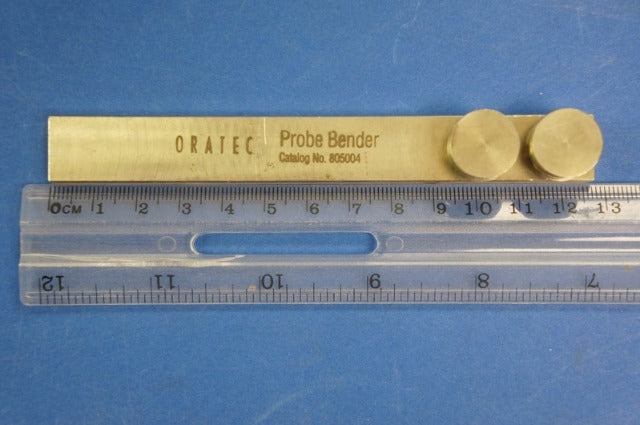 ORATEC Probe Bender
Catalog No. 805004
0CM 1 2 3 4 5 6 7 8 9 10 11 12 13
12 11 10 9 8 7